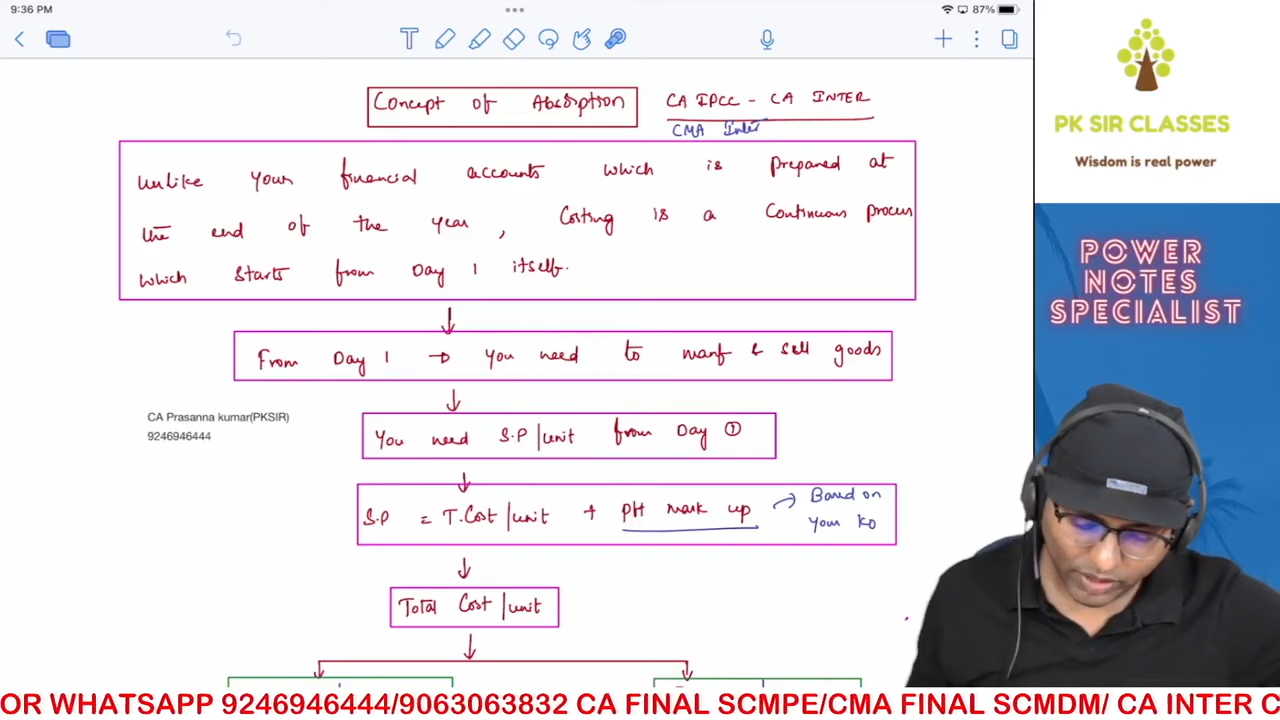 9:36 PM
87%
Concept of Absorption
CA IPCC - CA INTER
CMA Inter
Unlike your financial accounts which is prepared at
the end of the year, Costing is a Continuous process
which starts from Day 1 itself.
From Day 1 → you need to manf & sell goods
CA Prasanna kumar(PKSIR)
9246946444
You need S.P/unit from Day ①
S.P = T.Cost/unit + Pft mark up → Based on
your
Total Cost/unit
PK SIR CLASSES
Wisdom is real power
POWER
NOTES
SPECIALIST
OR WHATSAPP 9246946444/9063063832 CA FINAL SCMPE/CMA FINAL SCMDM/ CA INTER C